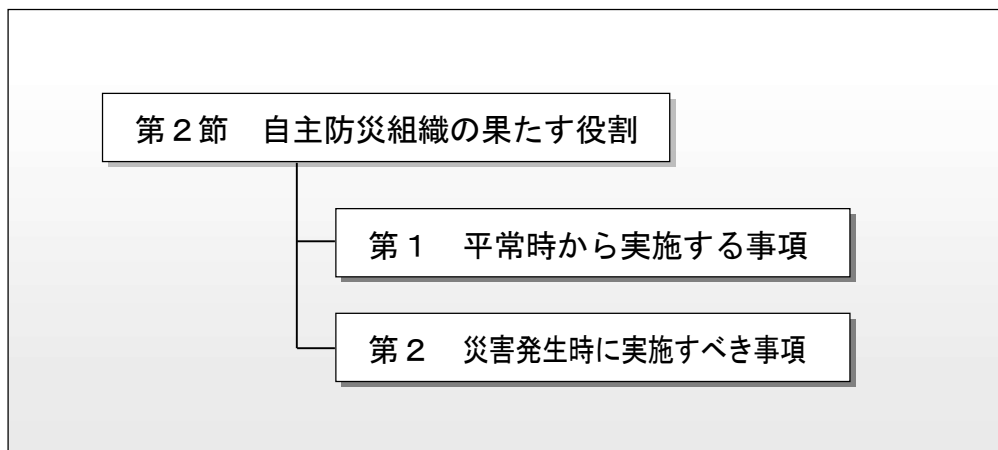 第２節　自主防災組織の果たす役割
第１　平常時から実施する事項
第２　災害発生時に実施すべき事項